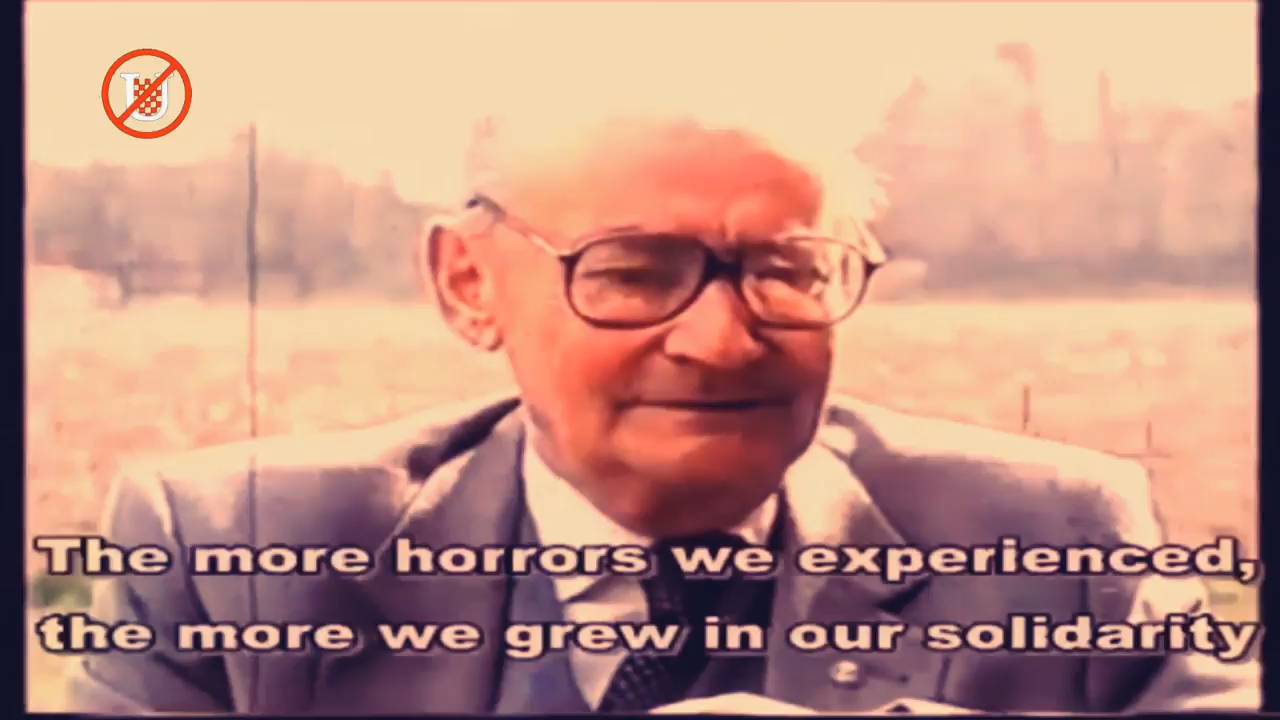 U
The more horrors we experienced,
the more we grew in our solidarity